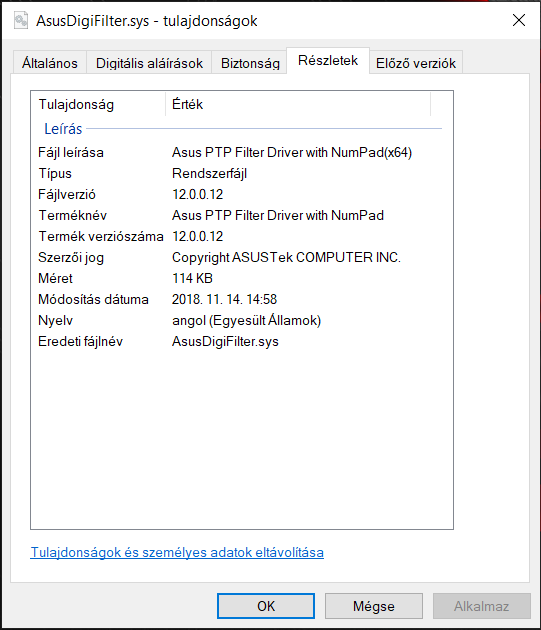 AsusDigiFilter.sys - tulajdonságok
Általános Digitális aláírások Biztonság Részletek Előző verziók
Tulajdonság Érték
Leírás
Fájl leírása Asus PTP Filter Driver with NumPad(x64)
Típus Rendszerfájl
Fájlverzió 12.0.0.12
Terméknév Asus PTP Filter Driver with NumPad
Termék verziószáma 12.0.0.12
Szerzői jog Copyright ASUSTek COMPUTER INC.
Méret 114 KB
Módosítás dátuma 2018. 11. 14. 14:58
Nyelv angol (Egyesült Államok)
Eredeti fájlnév AsusDigiFilter.sys
Tulajdonságok és személyes adatok eltávolítása
OK Mégse Alkalmaz